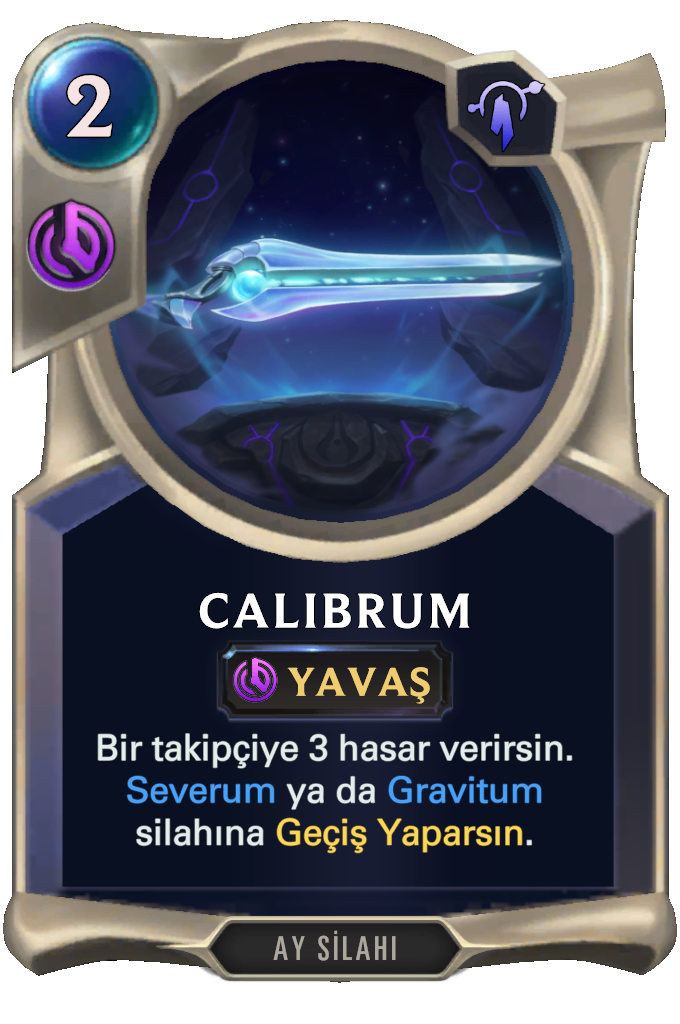 2
CALIBRUM
YAVAŞ
Bir takipçiye 3 hasar verirsin.
Severum ya da Gravitum
silahına Geçiş Yaparsın.
AY SİLAHI